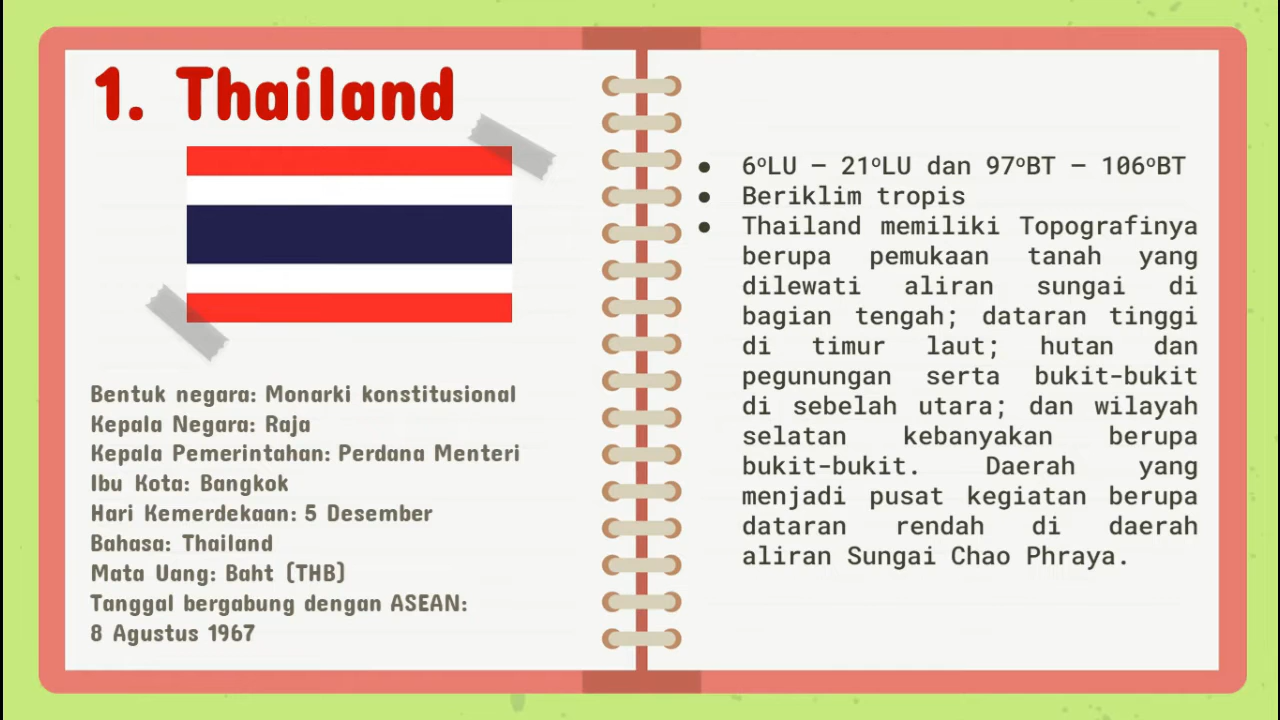 1. Thailand
Bentuk negara: Monarki konstitusional
Kepala Negara: Raja
Kepala Pemerintahan: Perdana Menteri
Ibu Kota: Bangkok
Hari Kemerdekaan: 5 Desember
Bahasa: Thailand
Mata Uang: Baht (THB)
Tanggal bergabung dengan ASEAN:
8 Agustus 1967
● 6ºLU – 21ºLU dan 97ºBT – 106ºBT
● Beriklim tropis
● Thailand memiliki Topografinya
berupa pemukaan tanah yang
dilewati aliran sungai di
bagian tengah; dataran tinggi
di timur laut; hutan dan
pegunungan serta bukit-bukit
di sebelah utara; dan wilayah
selatan kebanyakan berupa
bukit-bukit. Daerah yang
menjadi pusat kegiatan berupa
dataran rendah di daerah
aliran Sungai Chao Phraya.